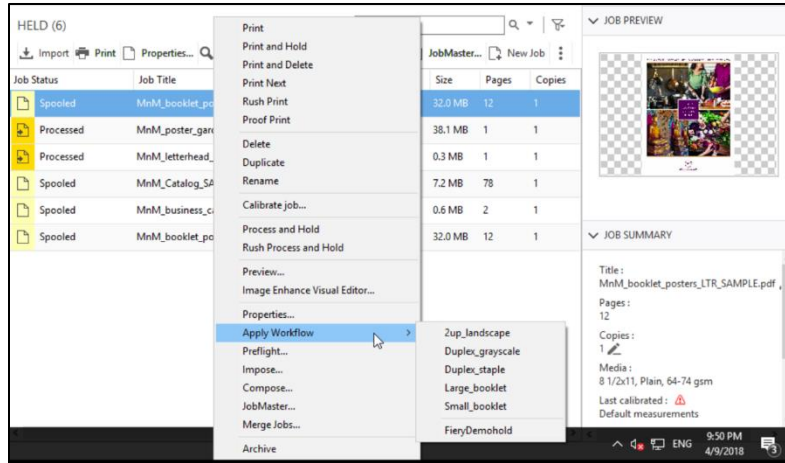 HELD (6)
Import Print Properties... JobMaster... New Job
Job Status Job Title Size Pages Copies
Spooled MnM_booklet_po 32.0 MB 12 1
Processed MnM_poster_gard 38.1 MB 1 1
Processed MnM_letterhead_ 0.3 MB 1 1
Spooled MnM_Catalog_SA 7.2 MB 78 1
Spooled MnM_business_c 0.6 MB 2 1
Spooled MnM_booklet_po 32.0 MB 12 1
Print
Print and Hold
Print and Delete
Print Next
Rush Print
Proof Print
Delete
Duplicate
Rename
Calibrate job...
Process and Hold
Rush Process and Hold
Preview...
Image Enhance Visual Editor...
Properties...
Apply Workflow
Preflight...
Impose...
Compose...
JobMaster...
Merge Jobs...
Archive
2up_landscape
Duplex_grayscale
Duplex_staple
Large_booklet
Small_booklet
FieryDemohold
JOB PREVIEW
JOB SUMMARY
Title :
MnM_booklet_posters_LTR_SAMPLE.pdf
Pages :
12
Copies :
1
Media :
8 1/2x11, Plain, 64-74 gsm
Last calibrated :
Default measurements
ENG
9:50 PM
4/9/2018
3